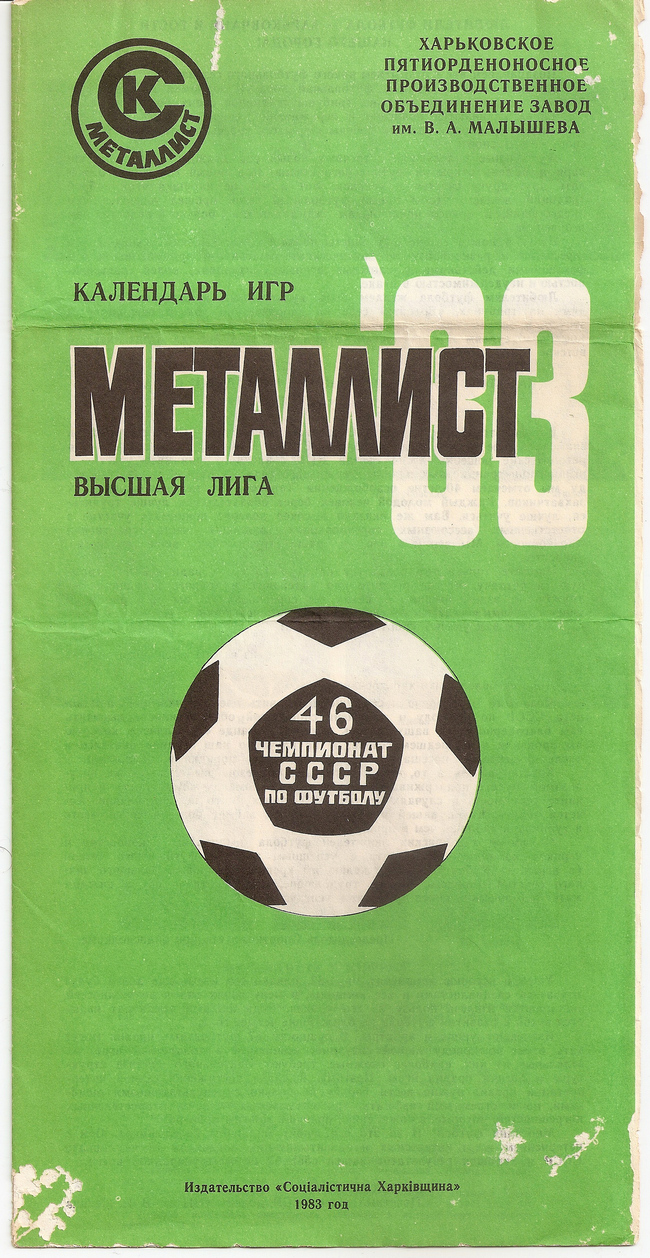 СК
МЕТАЛЛИСТ
ХАРЬКОВСКОЕ
ПЯТИОРДЕНОНОСНОЕ
ПРОИЗВОДСТВЕННОЕ
ОБЪЕДИНЕНИЕ ЗАВОД
им. В. А. МАЛЫШЕВА
КАЛЕНДАРЬ ИГР
'83
МЕТАЛЛИСТ
ВЫСШАЯ ЛИГА
46
ЧЕМПИОНАТ
СССР
ПО ФУТБОЛУ
Издательство «Соціалістична Харківщина»
1983 год